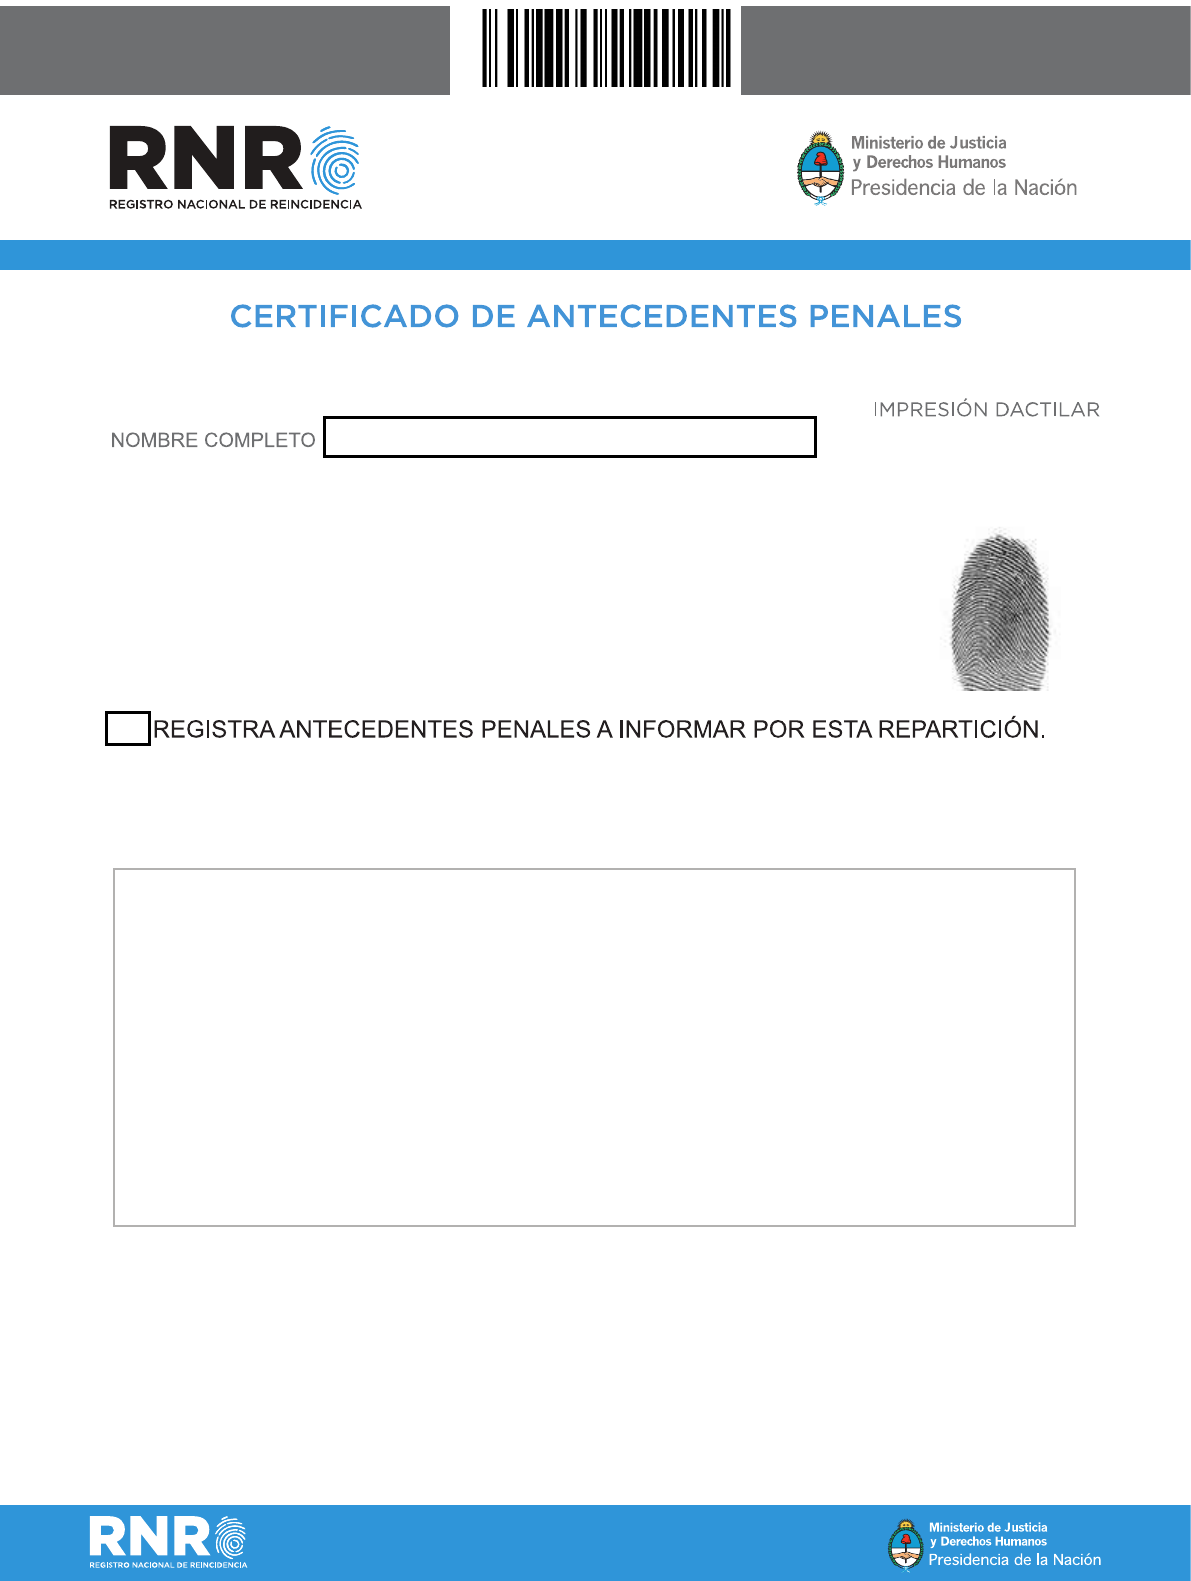 RNR
REGISTRO NACIONAL DE REINCIDENCIA
Ministerio de Justicia
y Derechos Humanos
Presidencia de la Nación
CERTIFICADO DE ANTECEDENTES PENALES
IMPRESIÓN DACTILAR
NOMBRE COMPLETO
REGISTRA ANTECEDENTES PENALES A INFORMAR POR ESTA REPARTICIÓN.
RNR
REGISTRO NACIONAL DE REINCIDENCIA
Ministerio de Justicia
y Derechos Humanos
Presidencia de la Nación